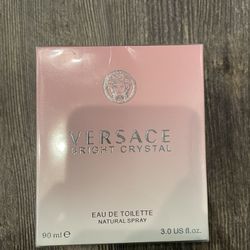 VERSACE
BRIGHT CRYSTAL
EAU DE TOILETTE
NATURAL SPRAY
90 ml ℮ 3.0 US fl. oz.